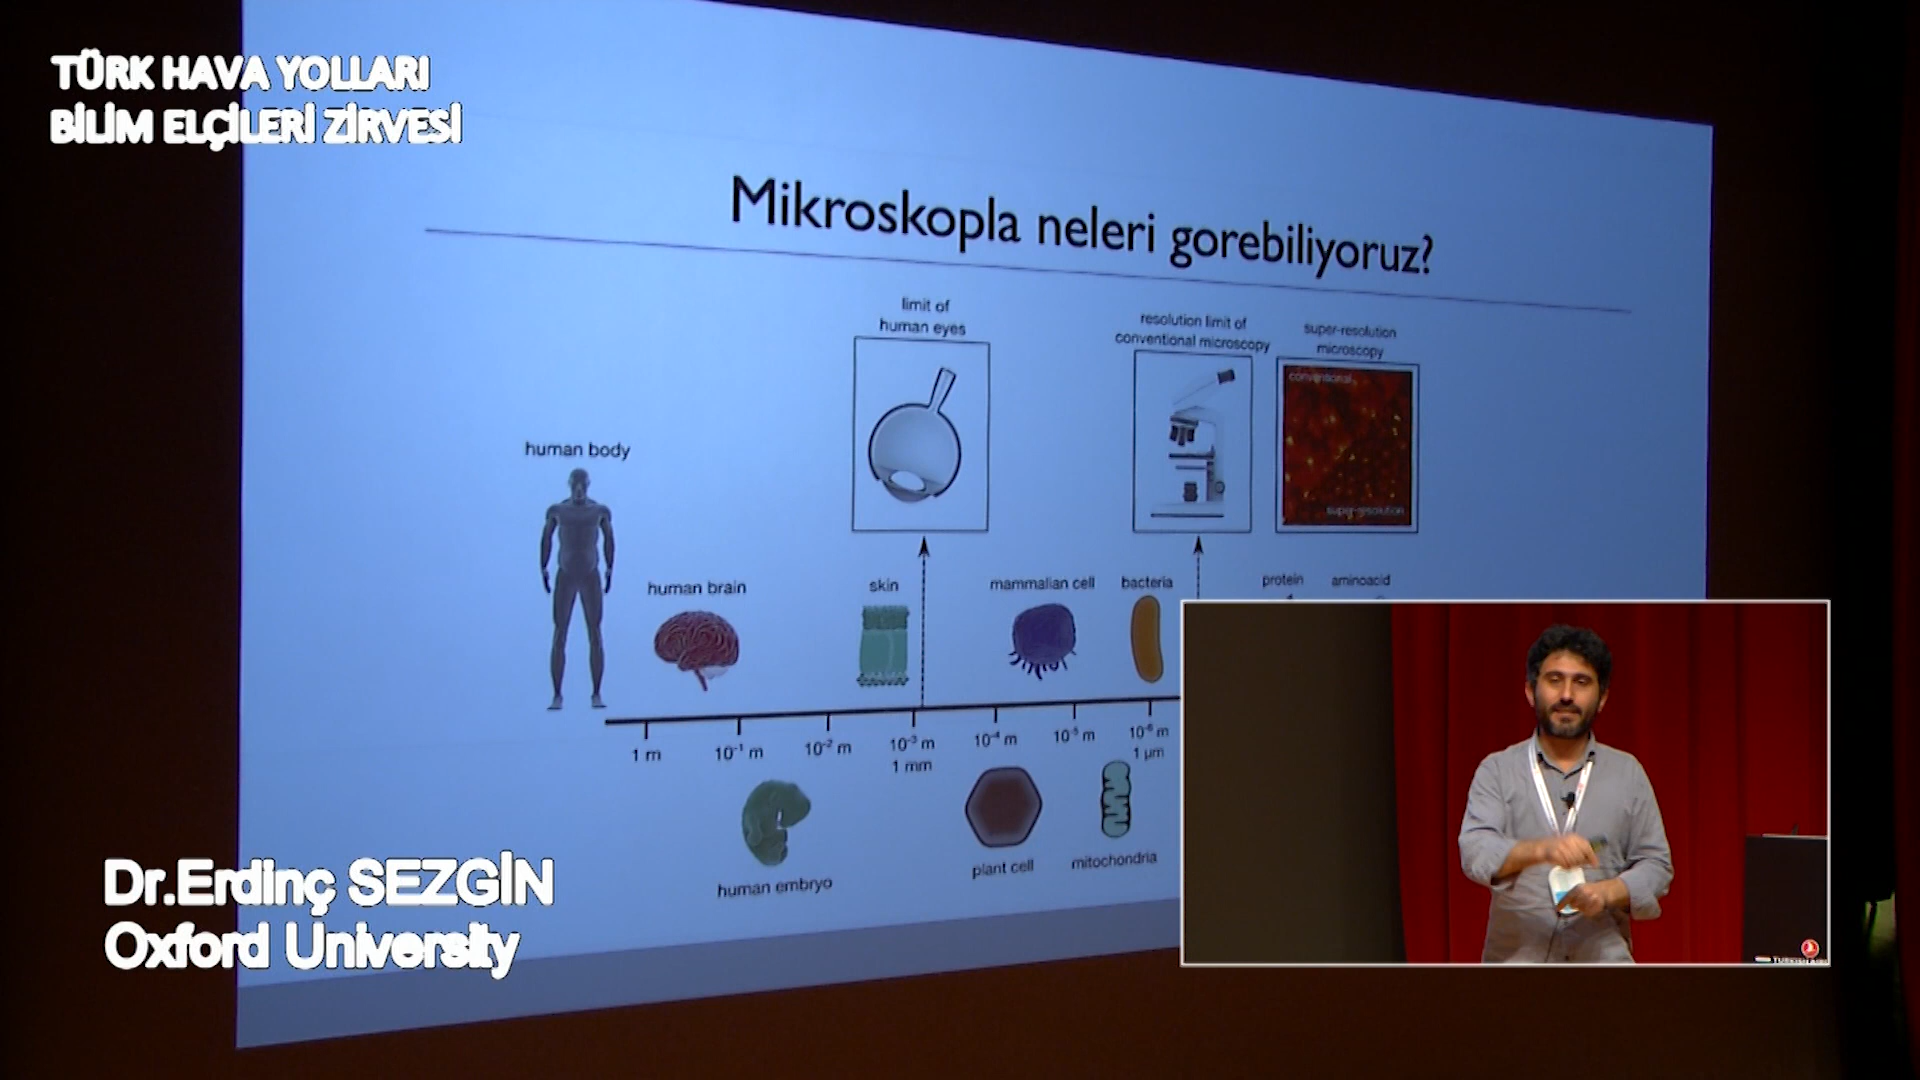 TÜRK HAVA YOLLARI
BİLİM ELÇİLERİ ZİRVESİ
Mikroskopla neleri gorebiliyoruz?
limit of
human eyes
resolution limit of
conventional microscopy
super-resolution
microscopy
conventional
super-resolution
human body
human brain
skin
mammalian cell
bacteria
protein
aminoacid
1 m
10⁻¹ m
10⁻² m
10⁻³ m
1 mm
10⁻⁴ m
10⁻⁵ m
10⁻⁶ m
1 µm
human embryo
plant cell
mitochondria
Dr.Erdinç SEZGİN
Oxford University